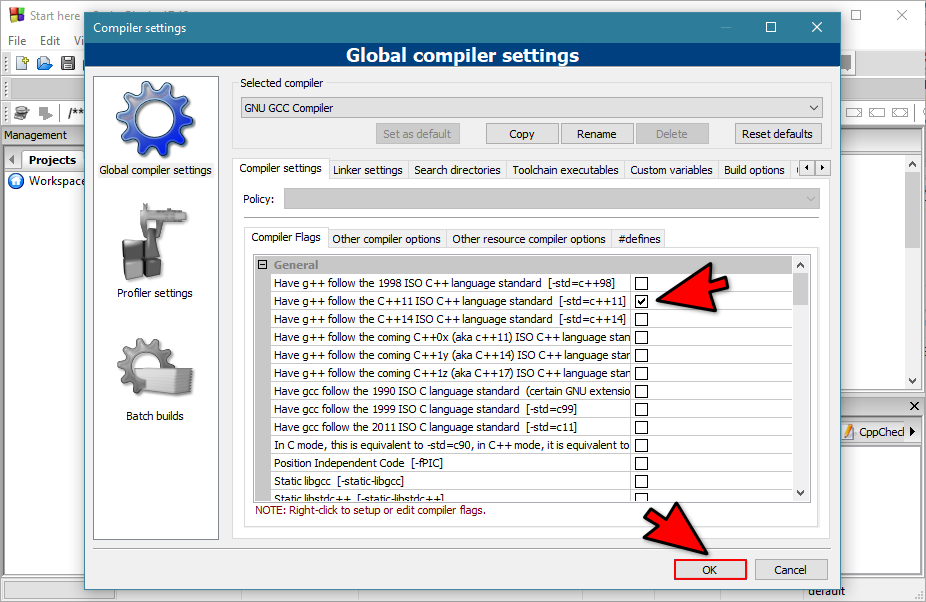 Start here
Compiler settings
File Edit
Global compiler settings
Management
Projects
Workspace
Global compiler settings
Profiler settings
Batch builds
Selected compiler
GNU GCC Compiler
Set as default Copy Rename Delete Reset defaults
Compiler settings Linker settings Search directories Toolchain executables Custom variables Build options
Policy:
Compiler Flags Other compiler options Other resource compiler options #defines
General
Have g++ follow the 1998 ISO C++ language standard [-std=c++98]
Have g++ follow the C++11 ISO C++ language standard [-std=c++11]
Have g++ follow the C++14 ISO C++ language standard [-std=c++14]
Have g++ follow the coming C++0x (aka c++11) ISO C++ language stan
Have g++ follow the coming C++1y (aka C++14) ISO C++ language star
Have g++ follow the coming C++1z (aka C++17) ISO C++ language stan
Have gcc follow the 1990 ISO C language standard (certain GNU extensio
Have gcc follow the 1999 ISO C language standard [-std=c99]
Have gcc follow the 2011 ISO C language standard [-std=c11]
In C mode, this is equivalent to -std=c90, in C++ mode, it is equivalent to
Position Independent Code [-fPIC]
Static libgcc [-static-libgcc]
Static libstdc++ [-static-libstdc++]
NOTE: Right-click to setup or edit compiler flags.
OK Cancel
/**
CppChec
default